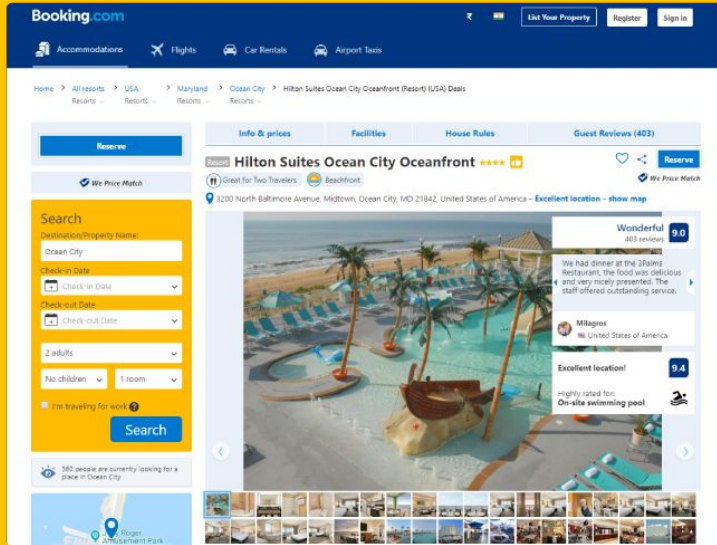 Booking.com
₹
List Your Property
Register
Sign in
Accommodations
Flights
Car Rentals
Airport Taxis
Home > All resorts > USA > Maryland > Ocean City > Hilton Suites Ocean City Oceanfront (Resort) (USA) Deals
Resorts Resorts Resorts Resorts
Reserve
We Price Match
Search
Destination/Property Name:
Ocean City
Check-in Date
Check-in Date
Check-out Date
Check-out Date
2 adults
No children
1 room
I'm traveling for work
Search
560 people are currently looking for a
place in Ocean City
Roger
Amusement Park
Info & prices
Facilities
House Rules
Guest Reviews (403)
Resort Hilton Suites Ocean City Oceanfront
Reserve
Great for Two Travelers
Beachfront
We Price Match
3200 North Baltimore Avenue, Midtown, Ocean City, MD 21842, United States of America – Excellent location - show map
Wonderful
403 reviews
9.0
We had dinner at the 3Palms
Restaurant, the food was delicious
and very nicely presented. The
staff offered outstanding service.
Milagros
United States of America
Excellent location!
9.4
Highly rated for:
On-site swimming pool